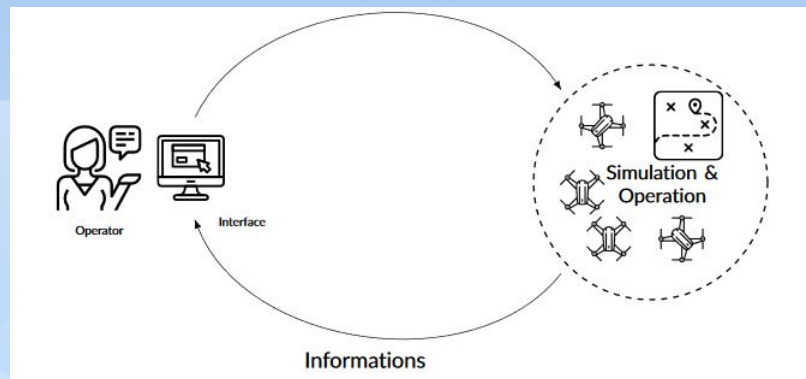 Operator
Interface
Simulation &
Operation
Informations